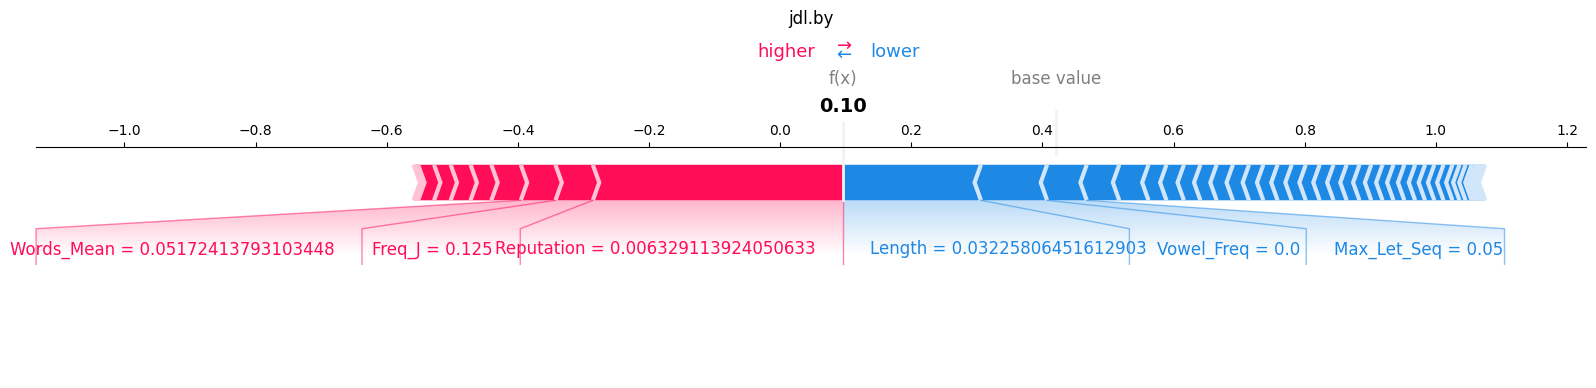 jdl.by
higher → lower
←
f(x) base value
0.10
−1.0 −0.8 −0.6 −0.4 −0.2 0.0 0.2 0.4 0.6 0.8 1.0 1.2
Words_Mean = 0.05172413793103448 Freq_J = 0.125 Reputation = 0.006329113924050633 Length = 0.03225806451612903 Vowel_Freq = 0.0 Max_Let_Seq = 0.05